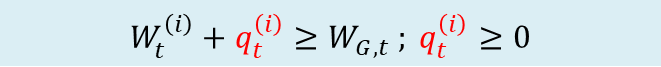 W_t^{(i)} + q_t^{(i)} ≥ W_{G,t} ; q_t^{(i)} ≥ 0